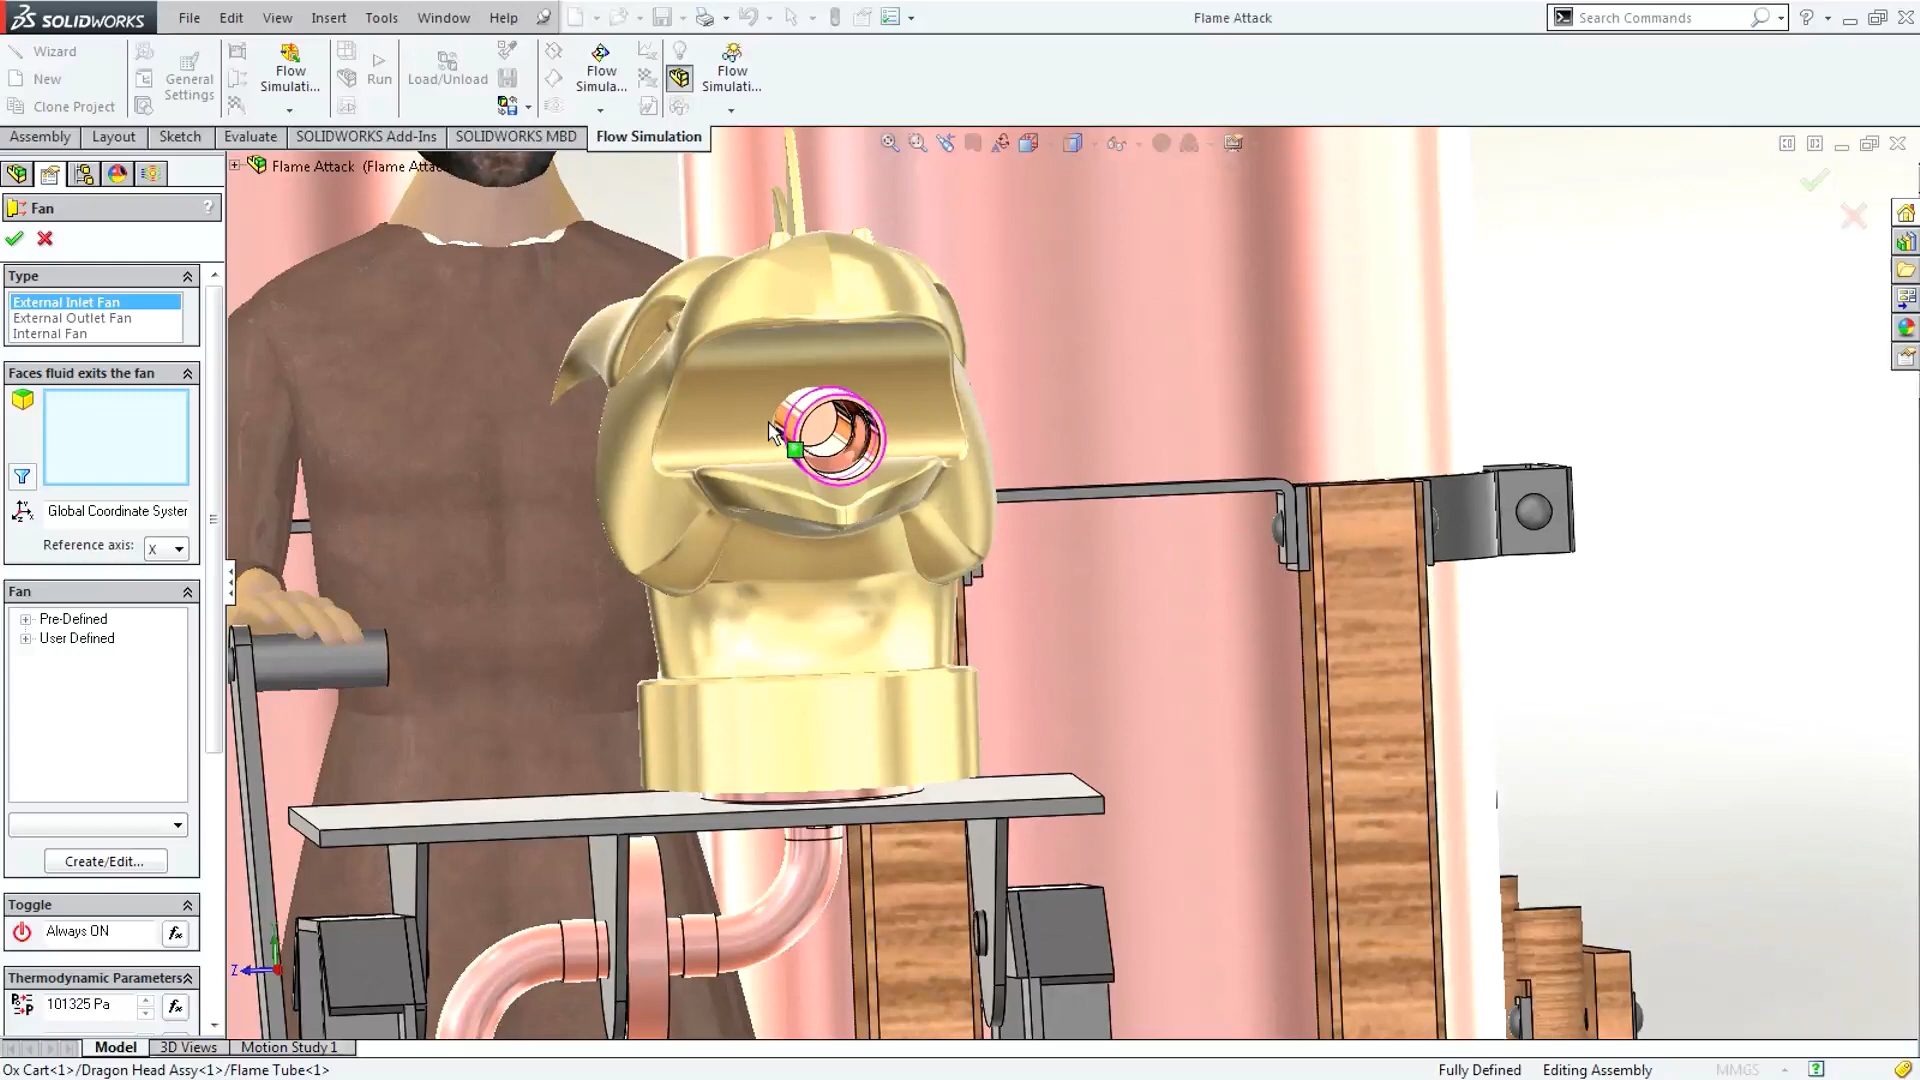 SOLIDWORKS
File Edit View Insert Tools Window Help
Flame Attack
Search Commands
Wizard
New
Clone Project
General Settings
Flow Simulati...
Run
Load/Unload
Flow Simula...
Flow Simulati...
Assembly Layout Sketch Evaluate SOLIDWORKS Add-Ins SOLIDWORKS MBD Flow Simulation
Flame Attack (Flame Atta
Fan
?
Type
External Inlet Fan
External Outlet Fan
Internal Fan
Faces fluid exits the fan
Global Coordinate Syster
Reference axis: X
Fan
Pre-Defined
User Defined
Create/Edit...
Toggle
Always ON
fx
Z
Thermodynamic Parameters
101325 Pa
fx
Model 3D Views Motion Study 1
Ox Cart<1>/Dragon Head Assy<1>/Flame Tube<1>
Fully Defined Editing Assembly MMGS ?